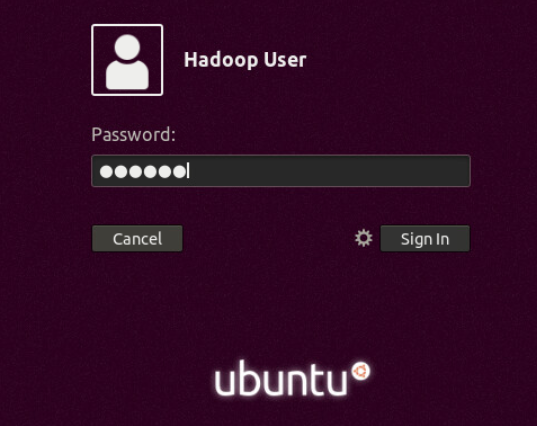 Hadoop User
Password:
●●●●●●
Cancel
Sign In
ubuntu